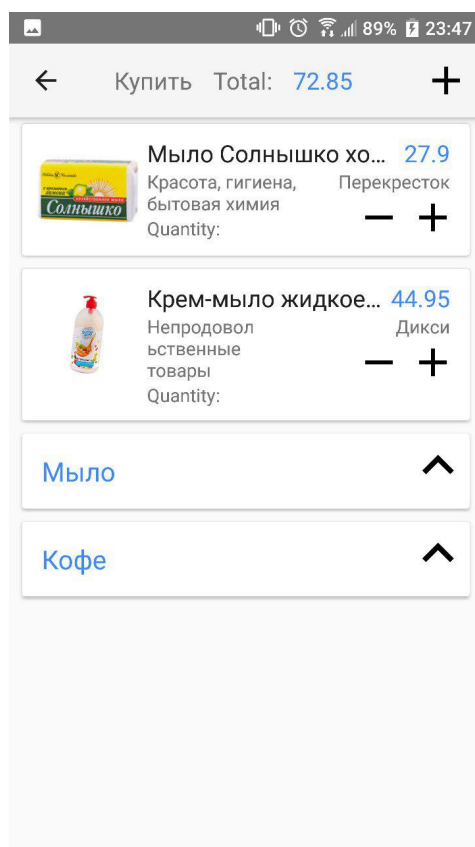 89% 23:47
Купить Total: 72.85
Мыло Солнышко хо... 27.9
Красота, гигиена, Перекресток
бытовая химия
Quantity:
Солнышко
Крем-мыло жидкое... 44.95
Непродовол Дикси
ьственные
товары
Quantity:
Мыло
Кофе